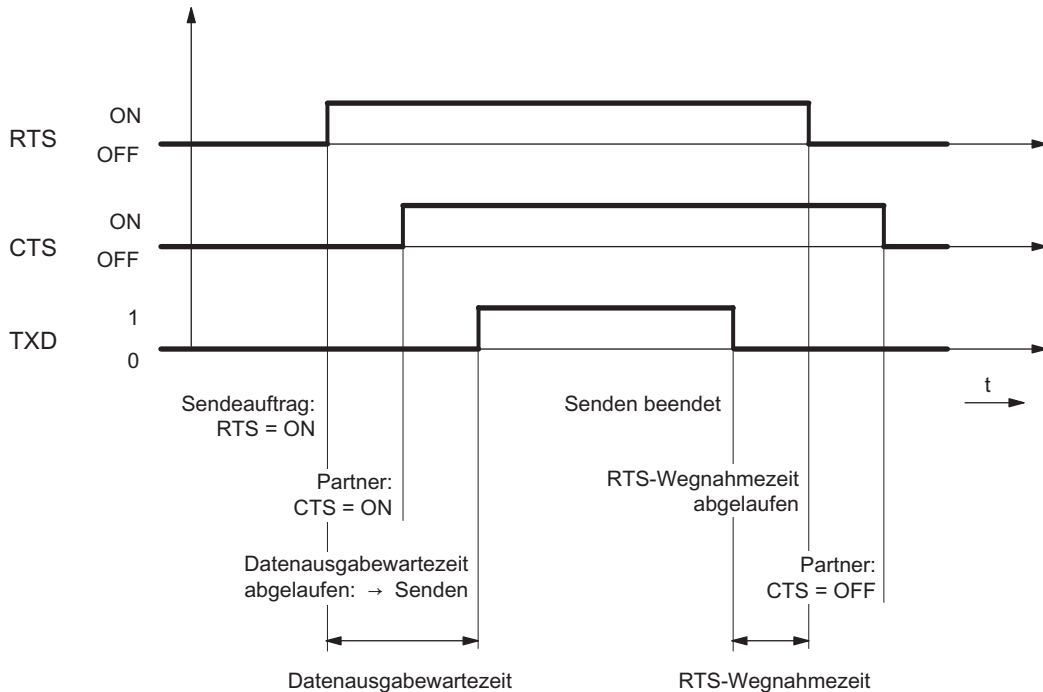 ON
RTS
OFF
ON
CTS
OFF
1
TXD
0
t
Sendeauftrag:
RTS = ON
Senden beendet
Partner:
CTS = ON
RTS-Wegnahmezeit
abgelaufen
Datenausgabewartezeit
abgelaufen: → Senden
Partner:
CTS = OFF
Datenausgabewartezeit
RTS-Wegnahmezeit